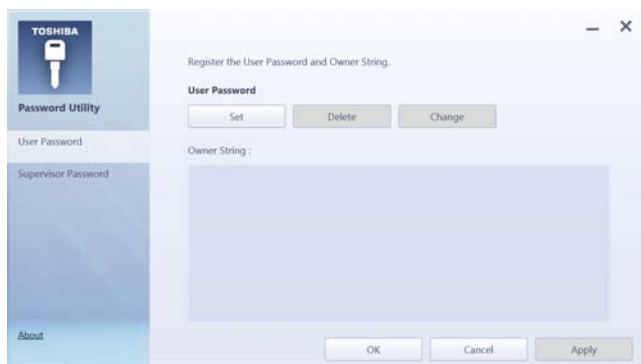 TOSHIBA
Password Utility
User Password
Supervisor Password
About
Register the User Password and Owner String.
User Password
Set Delete Change
Owner String :
OK Cancel Apply